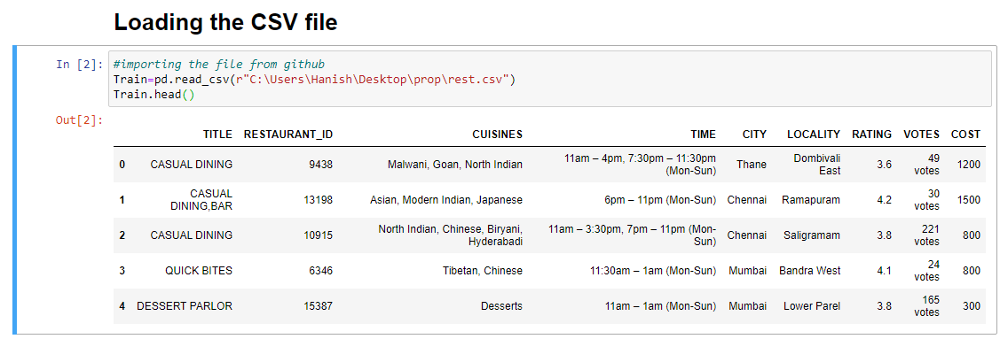 Loading the CSV file
In [2]: #importing the file from github
Train=pd.read_csv(r"C:\Users\Hanish\Desktop\prop\rest.csv")
Train.head()
Out[2]:
TITLE RESTAURANT_ID CUISINES TIME CITY LOCALITY RATING VOTES COST
0 CASUAL DINING 9438 Malwani, Goan, North Indian 11am – 4pm, 7:30pm – 11:30pm (Mon-Sun) Thane Dombivali East 3.6 49 votes 1200
1 CASUAL DINING,BAR 13198 Asian, Modern Indian, Japanese 6pm – 11pm (Mon-Sun) Chennai Ramapuram 4.2 30 votes 1500
2 CASUAL DINING 10915 North Indian, Chinese, Biryani, Hyderabadi 11am – 3:30pm, 7pm – 11pm (Mon-Sun) Chennai Saligramam 3.8 221 votes 800
3 QUICK BITES 6346 Tibetan, Chinese 11:30am – 1am (Mon-Sun) Mumbai Bandra West 4.1 24 votes 800
4 DESSERT PARLOR 15387 Desserts 11am – 1am (Mon-Sun) Mumbai Lower Parel 3.8 165 votes 300